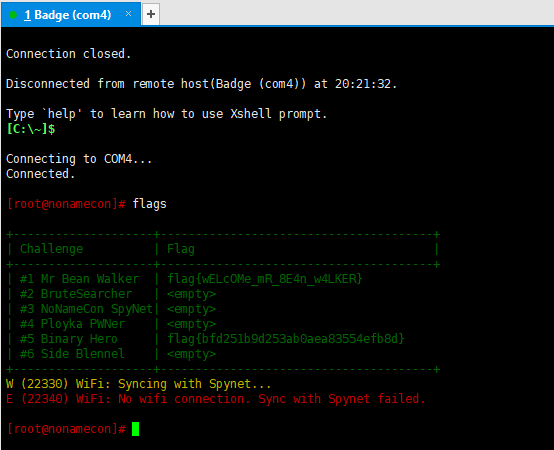 1 Badge (com4) × +
Connection closed.
Disconnected from remote host(Badge (com4)) at 20:21:32.
Type `help' to learn how to use Xshell prompt.
[C:\~]$
Connecting to COM4...
Connected.
[root@nonamecon]# flags
+--------------------+---------------------------------------+
| Challenge | Flag |
+--------------------+---------------------------------------+
| #1 Mr Bean Walker | flag{wELcOMe_mR_8E4n_w4LKER}
| #2 BruteSearcher | <empty>
| #3 NoNameCon SpyNet| <empty>
| #4 Ployka PWNer | <empty>
| #5 Binary Hero | flag{bfd251b9d253ab0aea83554efb8d}
| #6 Side Blennel | <empty>
+--------------------+---------------------------------------+
W (22330) WiFi: Syncing with Spynet...
E (22340) WiFi: No wifi connection. Sync with Spynet failed.
[root@nonamecon]#